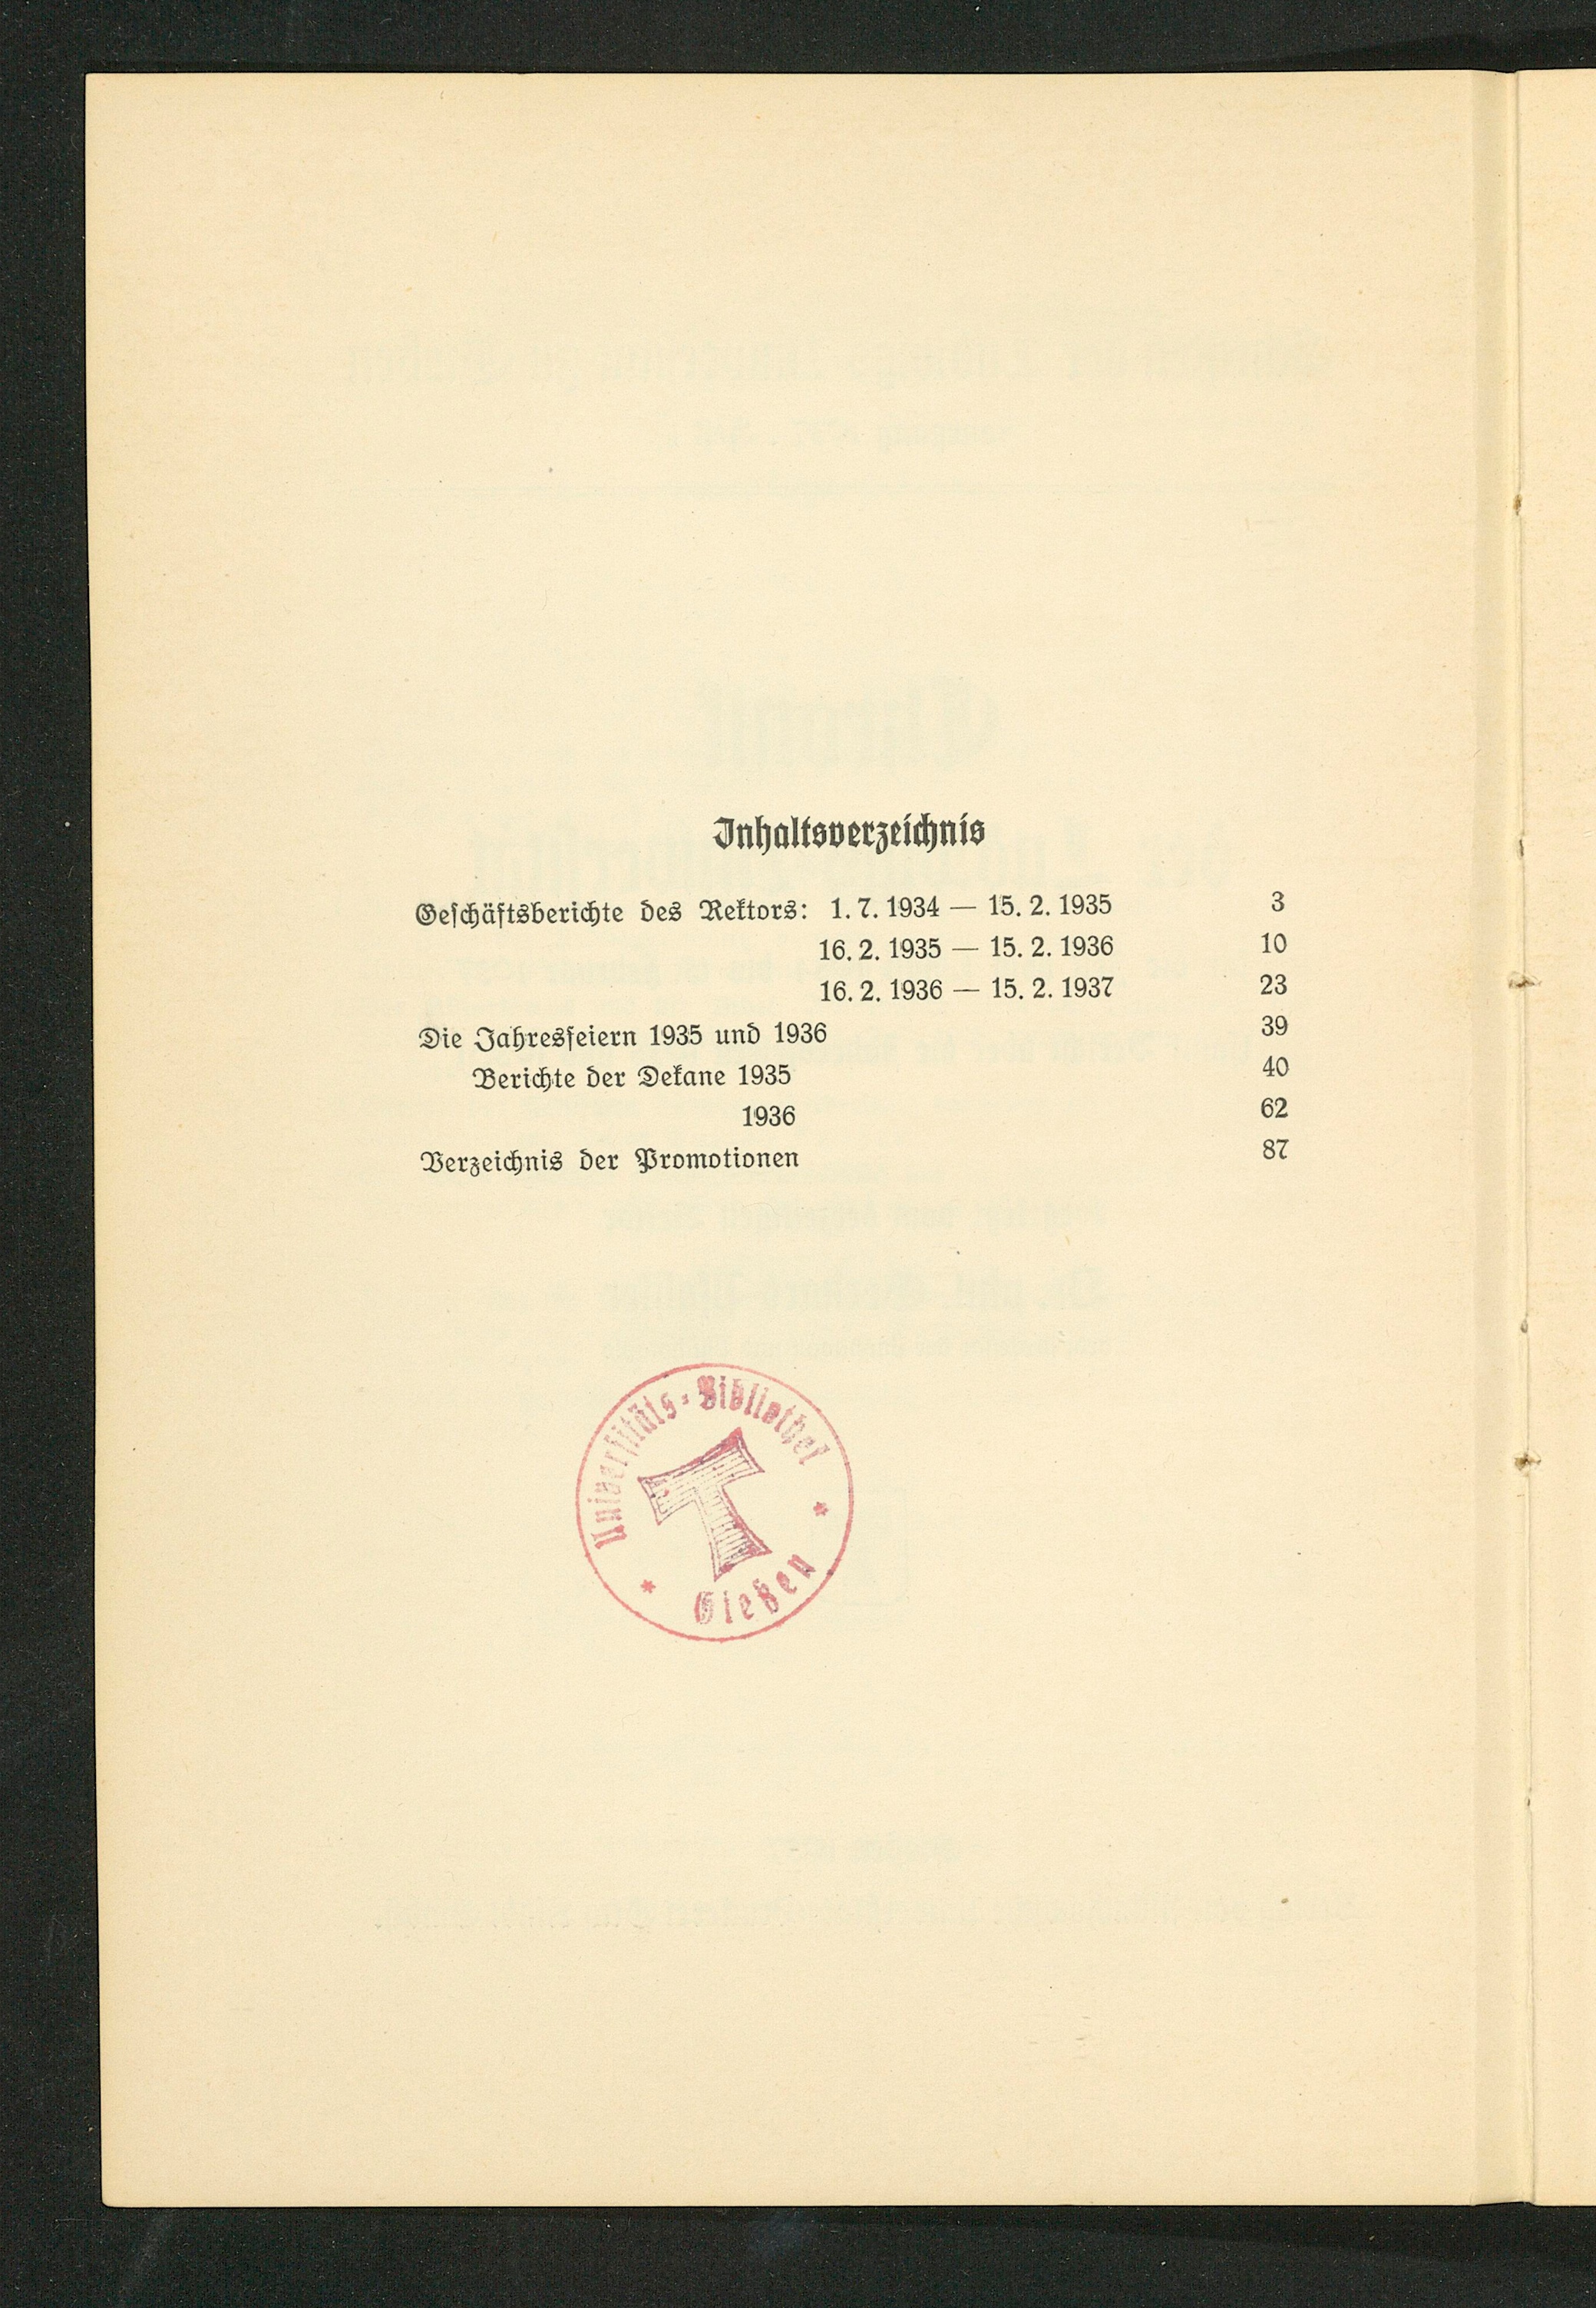 Inhaltsverzeichnis
Geschäftsberichte des Rektors: 1. 7. 1934 — 15. 2. 1935 3
16. 2. 1935 — 15. 2. 1936 10
16. 2. 1936 — 15. 2. 1937 23
Die Jahresfeiern 1935 und 1936 39
Berichte der Dekane 1935 40
1936 62
Verzeichnis der Promotionen 87
Universitäts-Bibliothek
Gießen